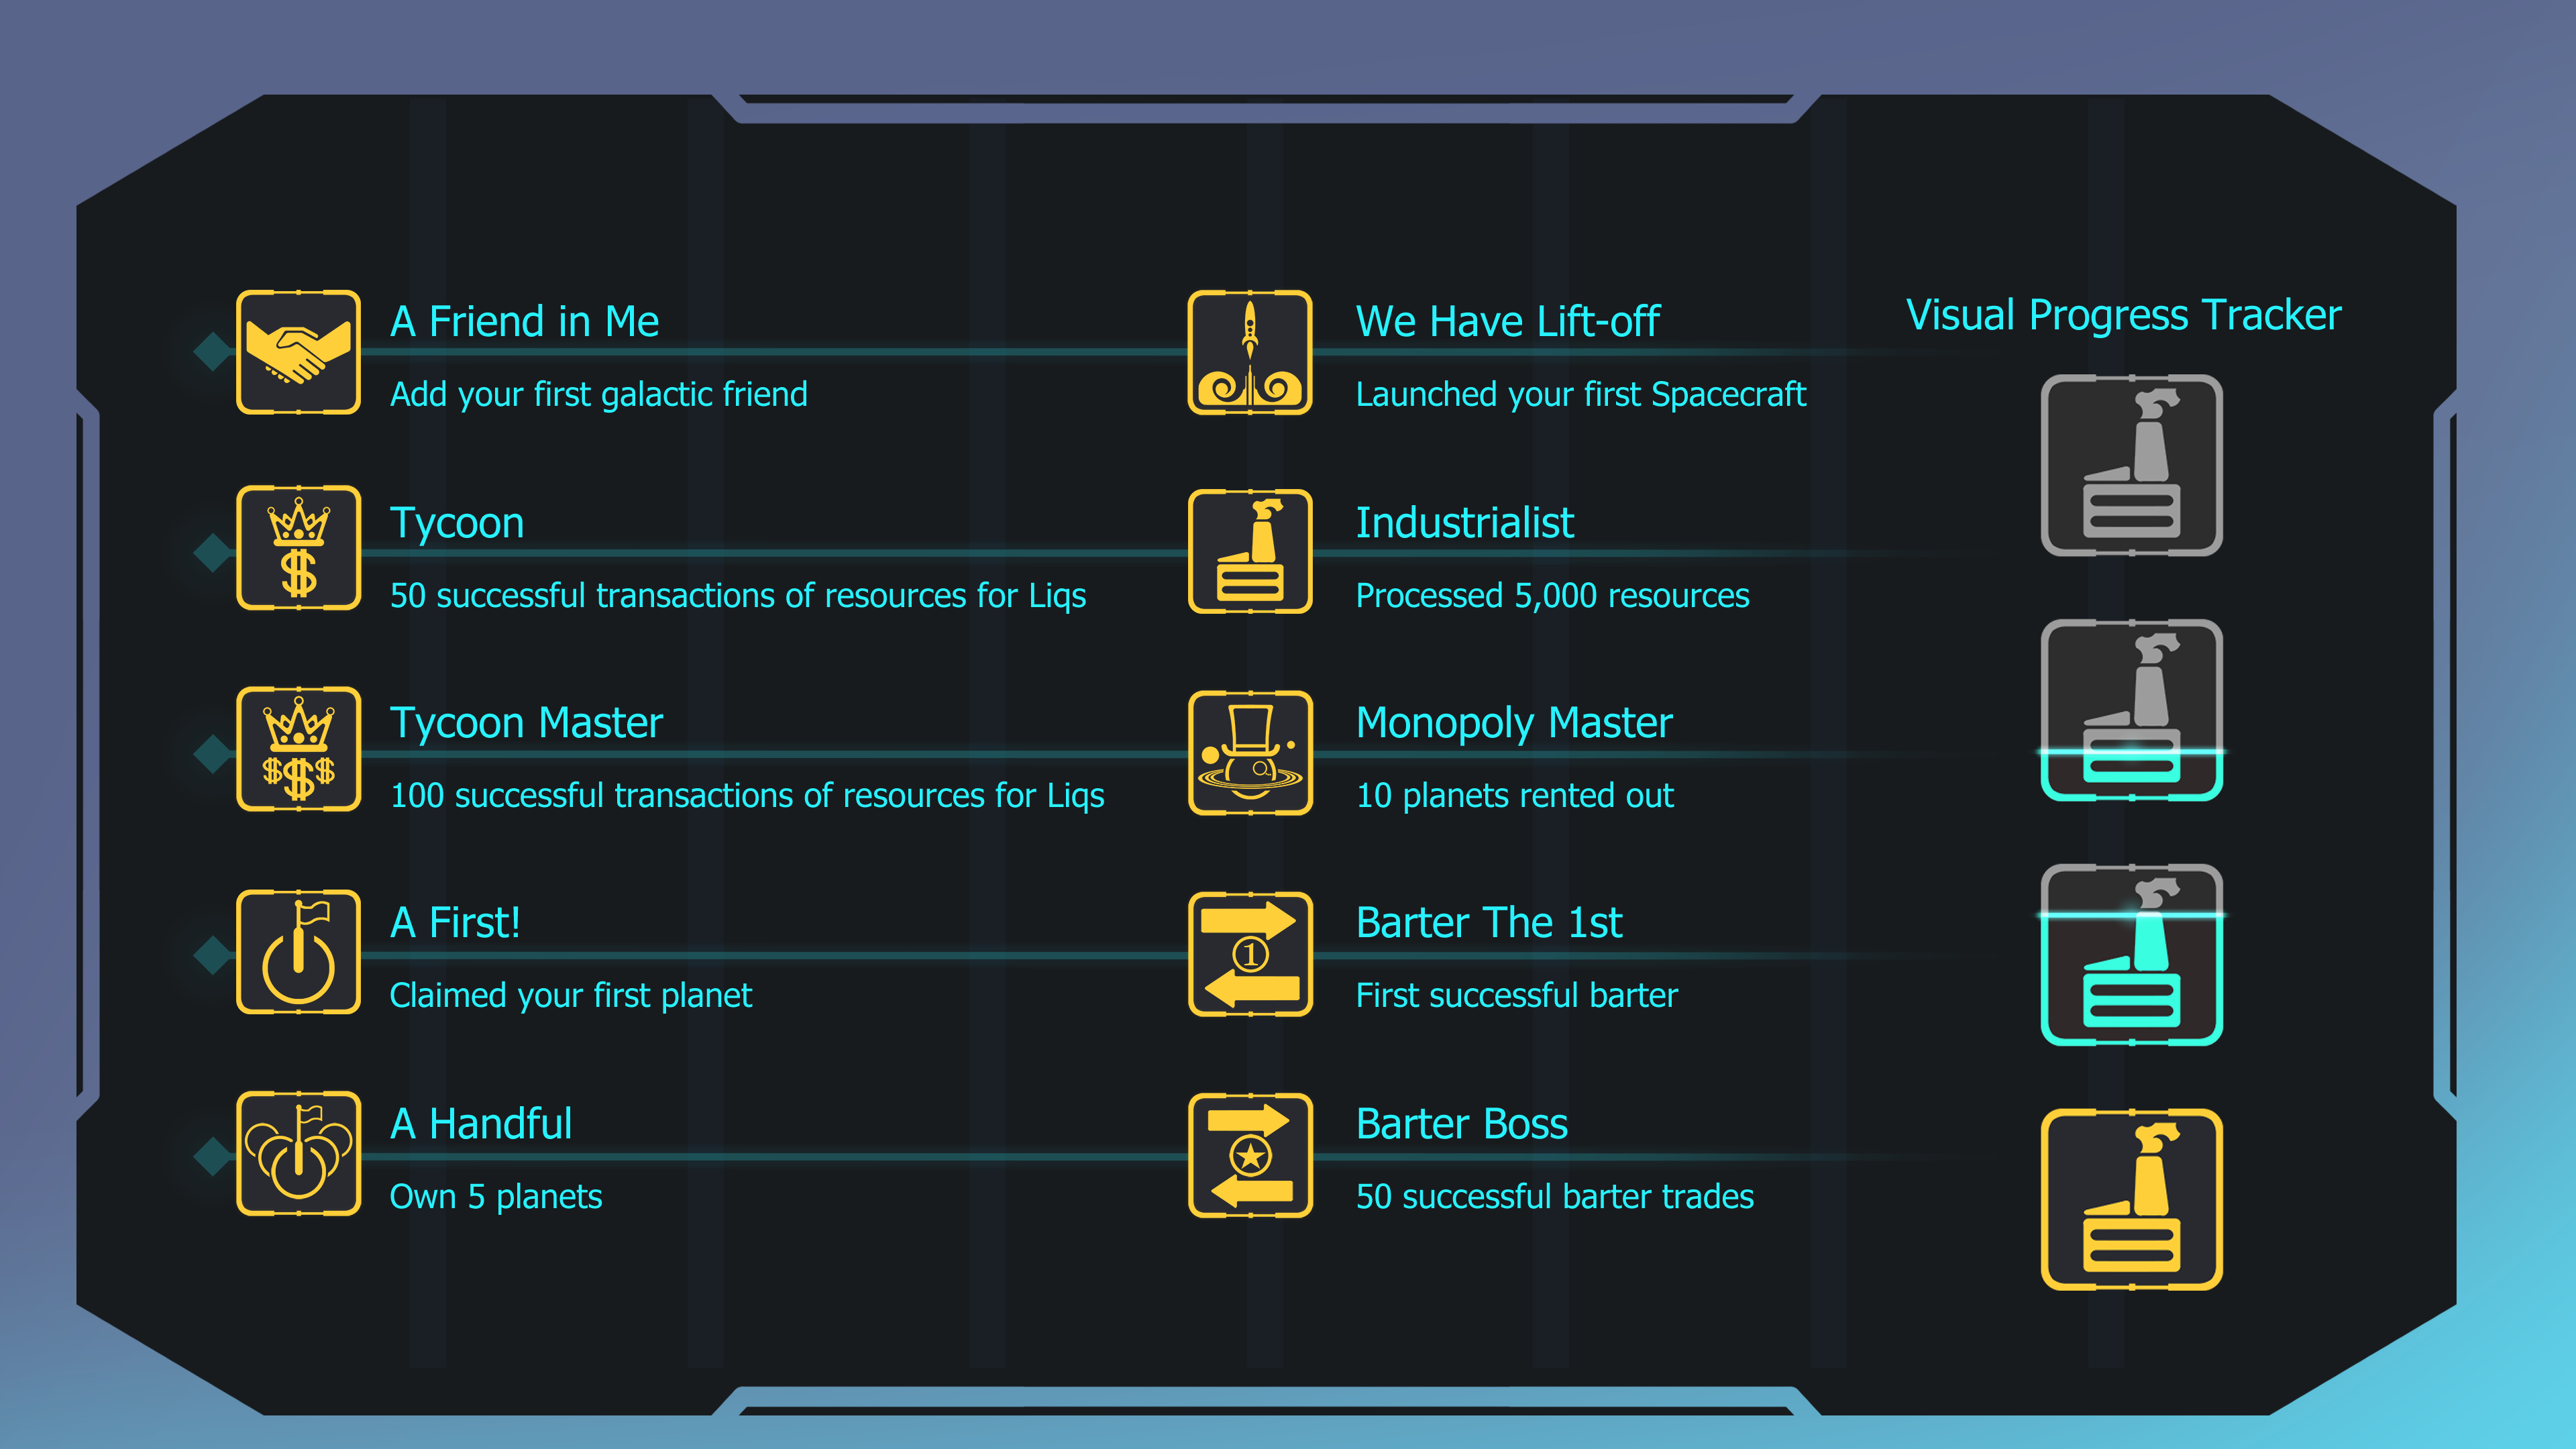 A Friend in Me
Add your first galactic friend
Tycoon
50 successful transactions of resources for Liqs
Tycoon Master
100 successful transactions of resources for Liqs
A First!
Claimed your first planet
A Handful
Own 5 planets
We Have Lift-off
Launched your first Spacecraft
Industrialist
Processed 5,000 resources
Monopoly Master
10 planets rented out
1
Barter The 1st
First successful barter
Barter Boss
50 successful barter trades
Visual Progress Tracker